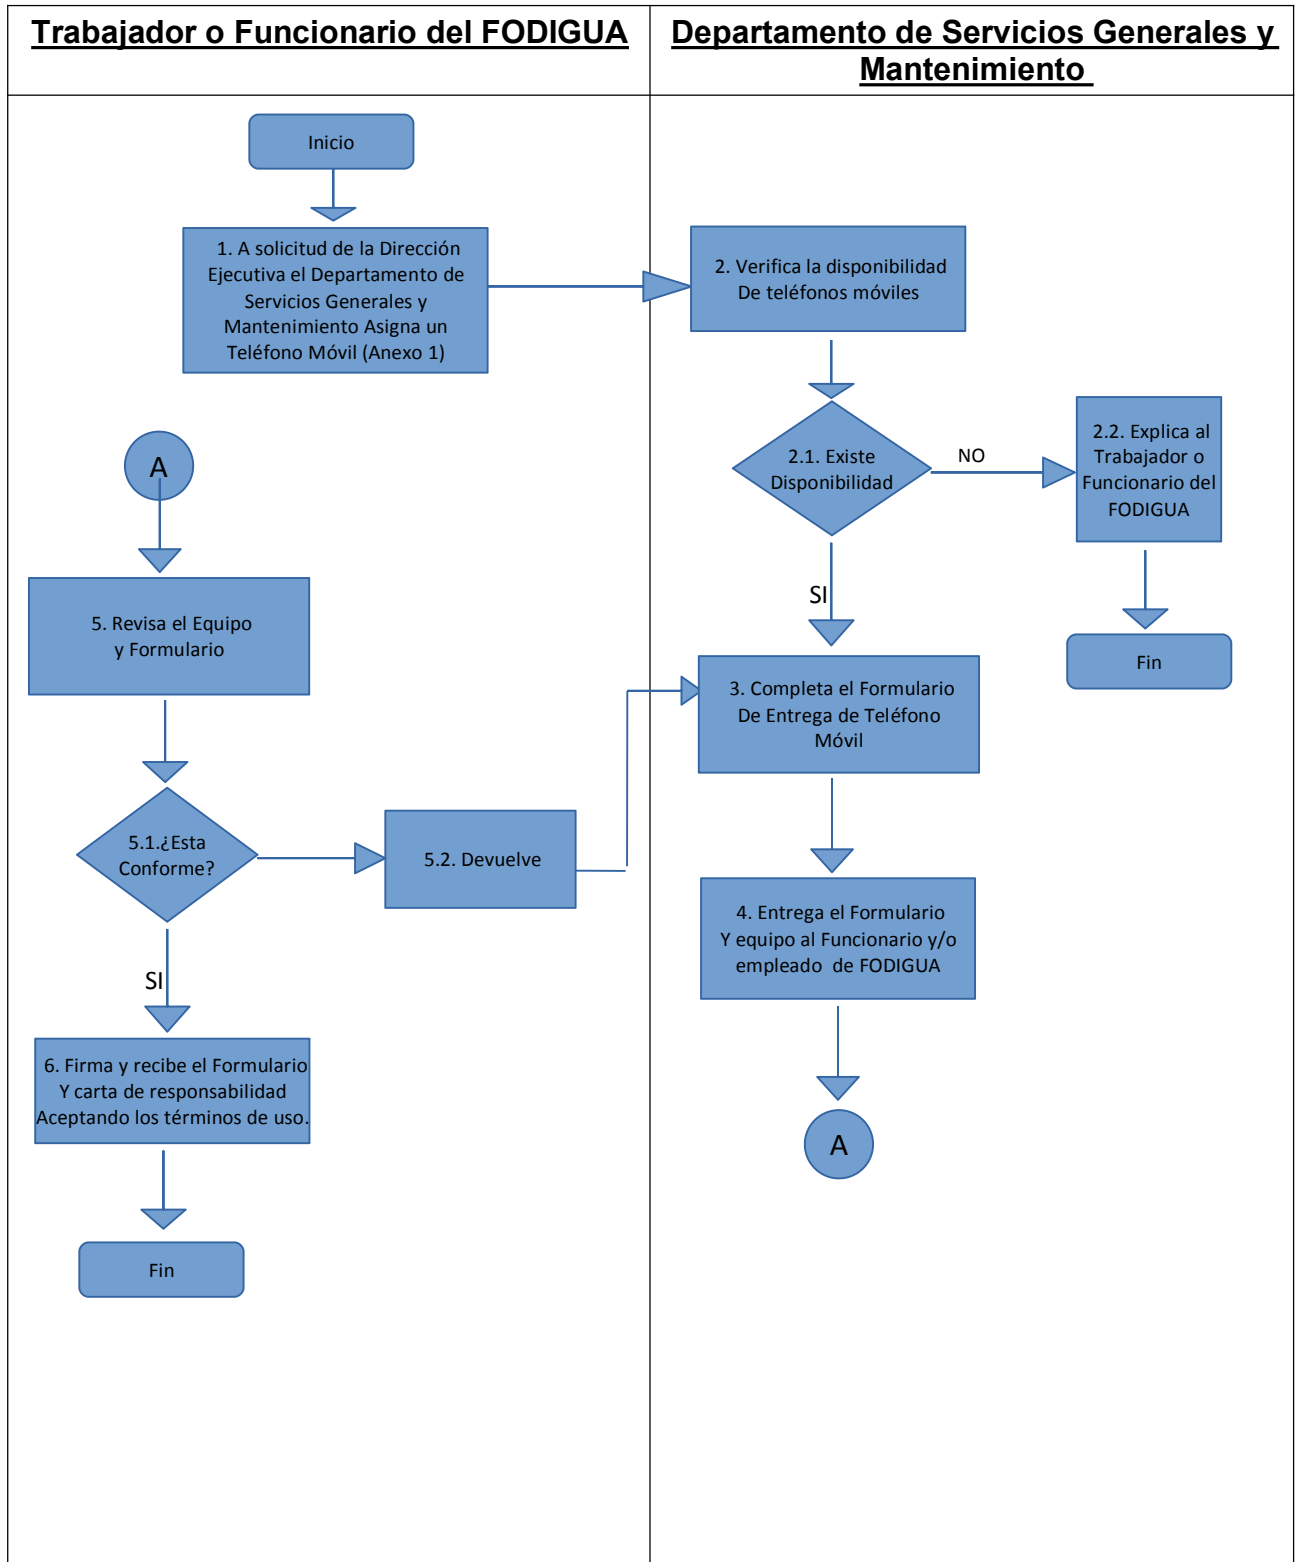 Trabajador o Funcionario del FODIGUA
Departamento de Servicios Generales y
Mantenimiento
Inicio
1. A solicitud de la Dirección
Ejecutiva el Departamento de
Servicios Generales y
Mantenimiento Asigna un
Teléfono Móvil (Anexo 1)
2. Verifica la disponibilidad
De teléfonos móviles
2.1. Existe
Disponibilidad
NO
2.2. Explica al
Trabajador o
Funcionario del
FODIGUA
Fin
SI
3. Completa el Formulario
De Entrega de Teléfono
Móvil
4. Entrega el Formulario
Y equipo al Funcionario y/o
empleado de FODIGUA
A
A
5. Revisa el Equipo
y Formulario
5.1.¿Esta
Conforme?
5.2. Devuelve
SI
6. Firma y recibe el Formulario
Y carta de responsabilidad
Aceptando los términos de uso.
Fin